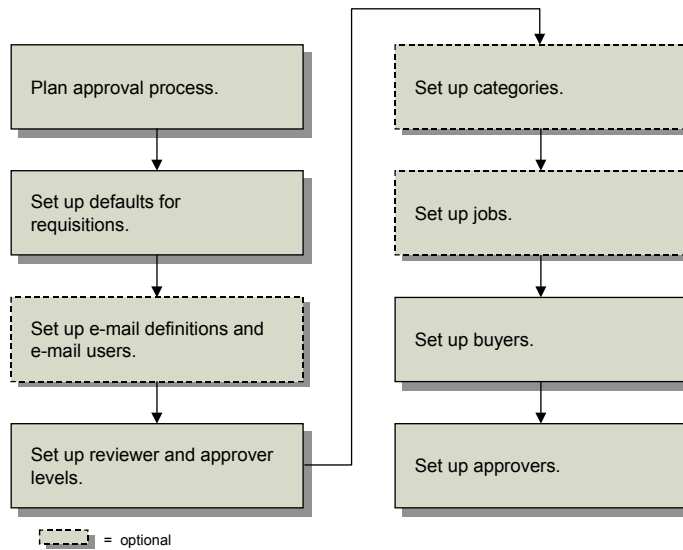 Plan approval process.
Set up defaults for
requisitions.
Set up e-mail definitions and
e-mail users.
Set up reviewer and approver
levels.
Set up categories.
Set up jobs.
Set up buyers.
Set up approvers.
= optional